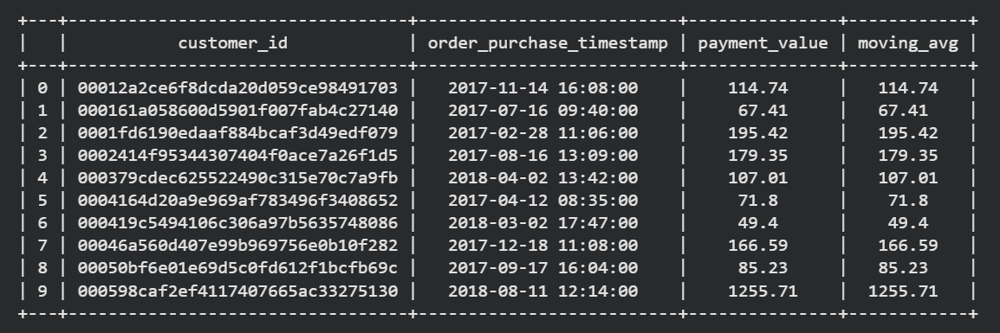 +---+----------------------------------+--------------------------+---------------+------------+
|   |           customer_id            | order_purchase_timestamp | payment_value | moving_avg |
+---+----------------------------------+--------------------------+---------------+------------+
| 0 | 00012a2ce6f8dcda20d059ce98491703 |   2017-11-14 16:08:00    |    114.74     |   114.74   |
| 1 | 000161a058600d5901f007fab4c27140 |   2017-07-16 09:40:00    |     67.41     |   67.41    |
| 2 | 0001fd6190edaaf884bcaf3d49edf079 |   2017-02-28 11:06:00    |    195.42     |   195.42   |
| 3 | 0002414f95344307404f0ace7a26f1d5 |   2017-08-16 13:09:00    |    179.35     |   179.35   |
| 4 | 000379cdec625522490c315e70c7a9fb |   2018-04-02 13:42:00    |    107.01     |   107.01   |
| 5 | 0004164d20a9e969af783496f3408652 |   2017-04-12 08:35:00    |     71.8      |    71.8    |
| 6 | 000419c5494106c306a97b5635748086 |   2018-03-02 17:47:00    |     49.4      |    49.4    |
| 7 | 00046a560d407e99b969756e0b10f282 |   2017-12-18 11:08:00    |    166.59     |   166.59   |
| 8 | 00050bf6e01e69d5c0fd612f1bcfb69c |   2017-09-17 16:04:00    |     85.23     |   85.23    |
| 9 | 000598caf2ef4117407665ac33275130 |   2018-08-11 12:14:00    |    1255.71    |  1255.71   |
+---+----------------------------------+--------------------------+---------------+------------+